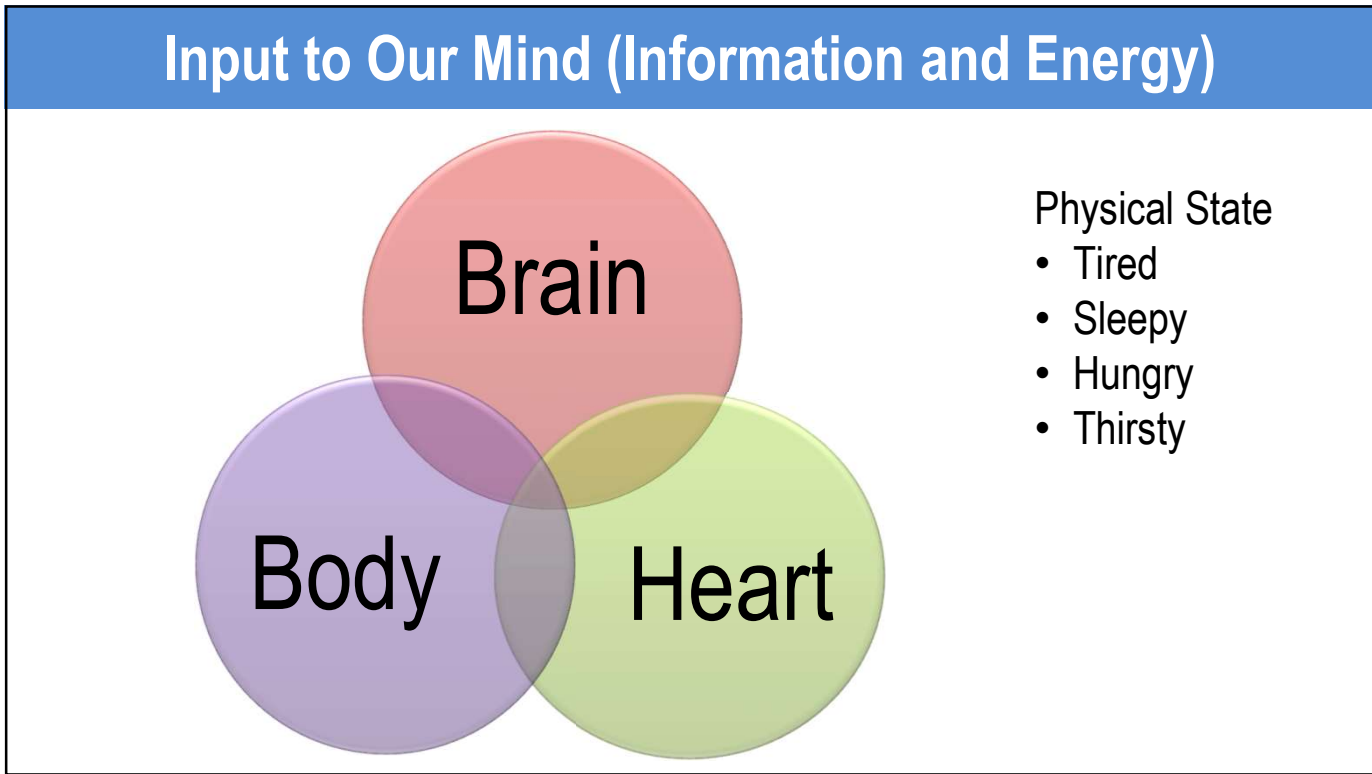 Input to Our Mind (Information and Energy)
Brain
Body
Heart
Physical State
• Tired
• Sleepy
• Hungry
• Thirsty